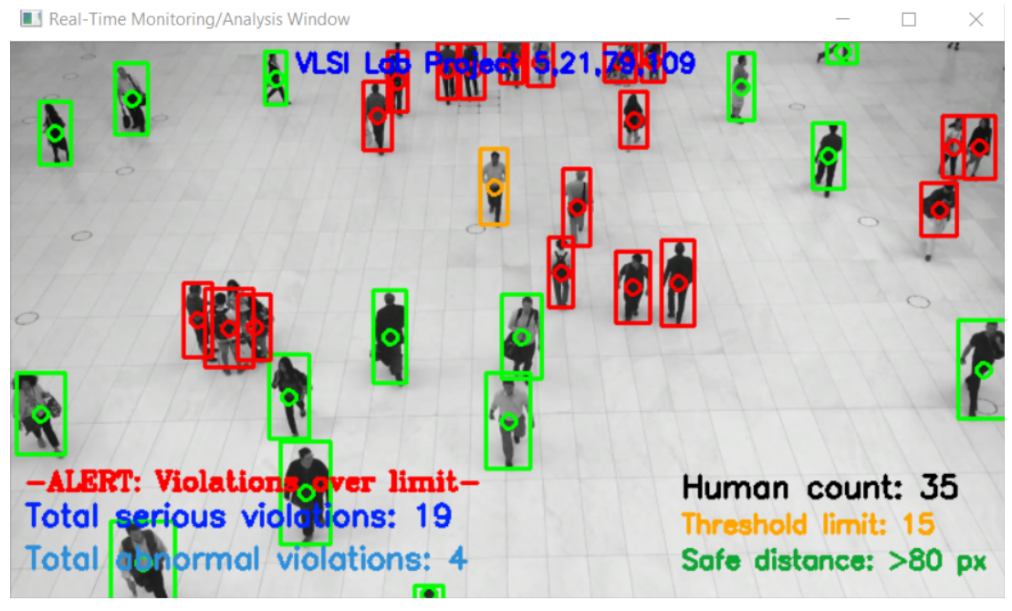 Real-Time Monitoring/Analysis Window
VLSI Lab Project 5,21,79,109
-ALERT: Violations over limit-
Total serious violations: 19
Total abnormal violations: 4
Human count: 35
Threshold limit: 15
Safe distance: >80 px